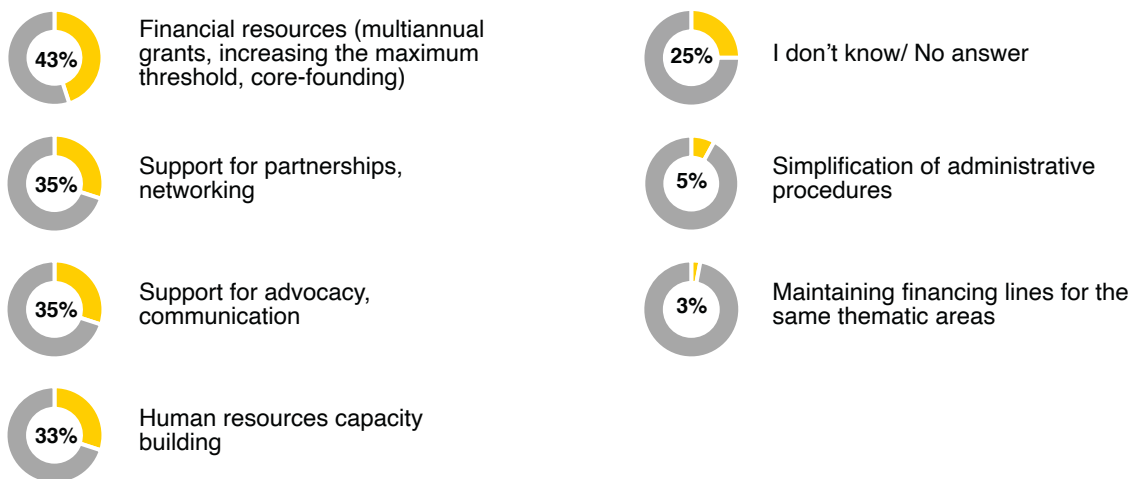 43%
Financial resources (multiannual
grants, increasing the maximum
threshold, core-founding)
35%
Support for partnerships,
networking
35%
Support for advocacy,
communication
33%
Human resources capacity
building
25%
I don’t know/ No answer
5%
Simplification of administrative
procedures
3%
Maintaining financing lines for the
same thematic areas